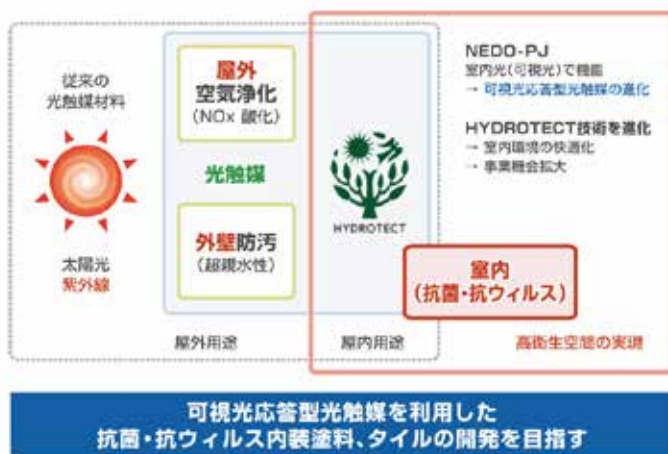 従来の
光触媒材料
太陽光
紫外線
屋外
空気浄化
(NOx 酸化)
光触媒
外壁防汚
(超親水性)
HYDROTECT
屋外用途
屋内用途
NEDO-PJ
室内光(可視光)で機能
→ 可視光応答型光触媒の進化
HYDROTECT技術を進化
→ 室内環境の快適化
→ 事業機会拡大
室内
(抗菌・抗ウィルス)
高衛生空間の実現
可視光応答型光触媒を利用した
抗菌・抗ウィルス内装塗料、タイルの開発を目指す